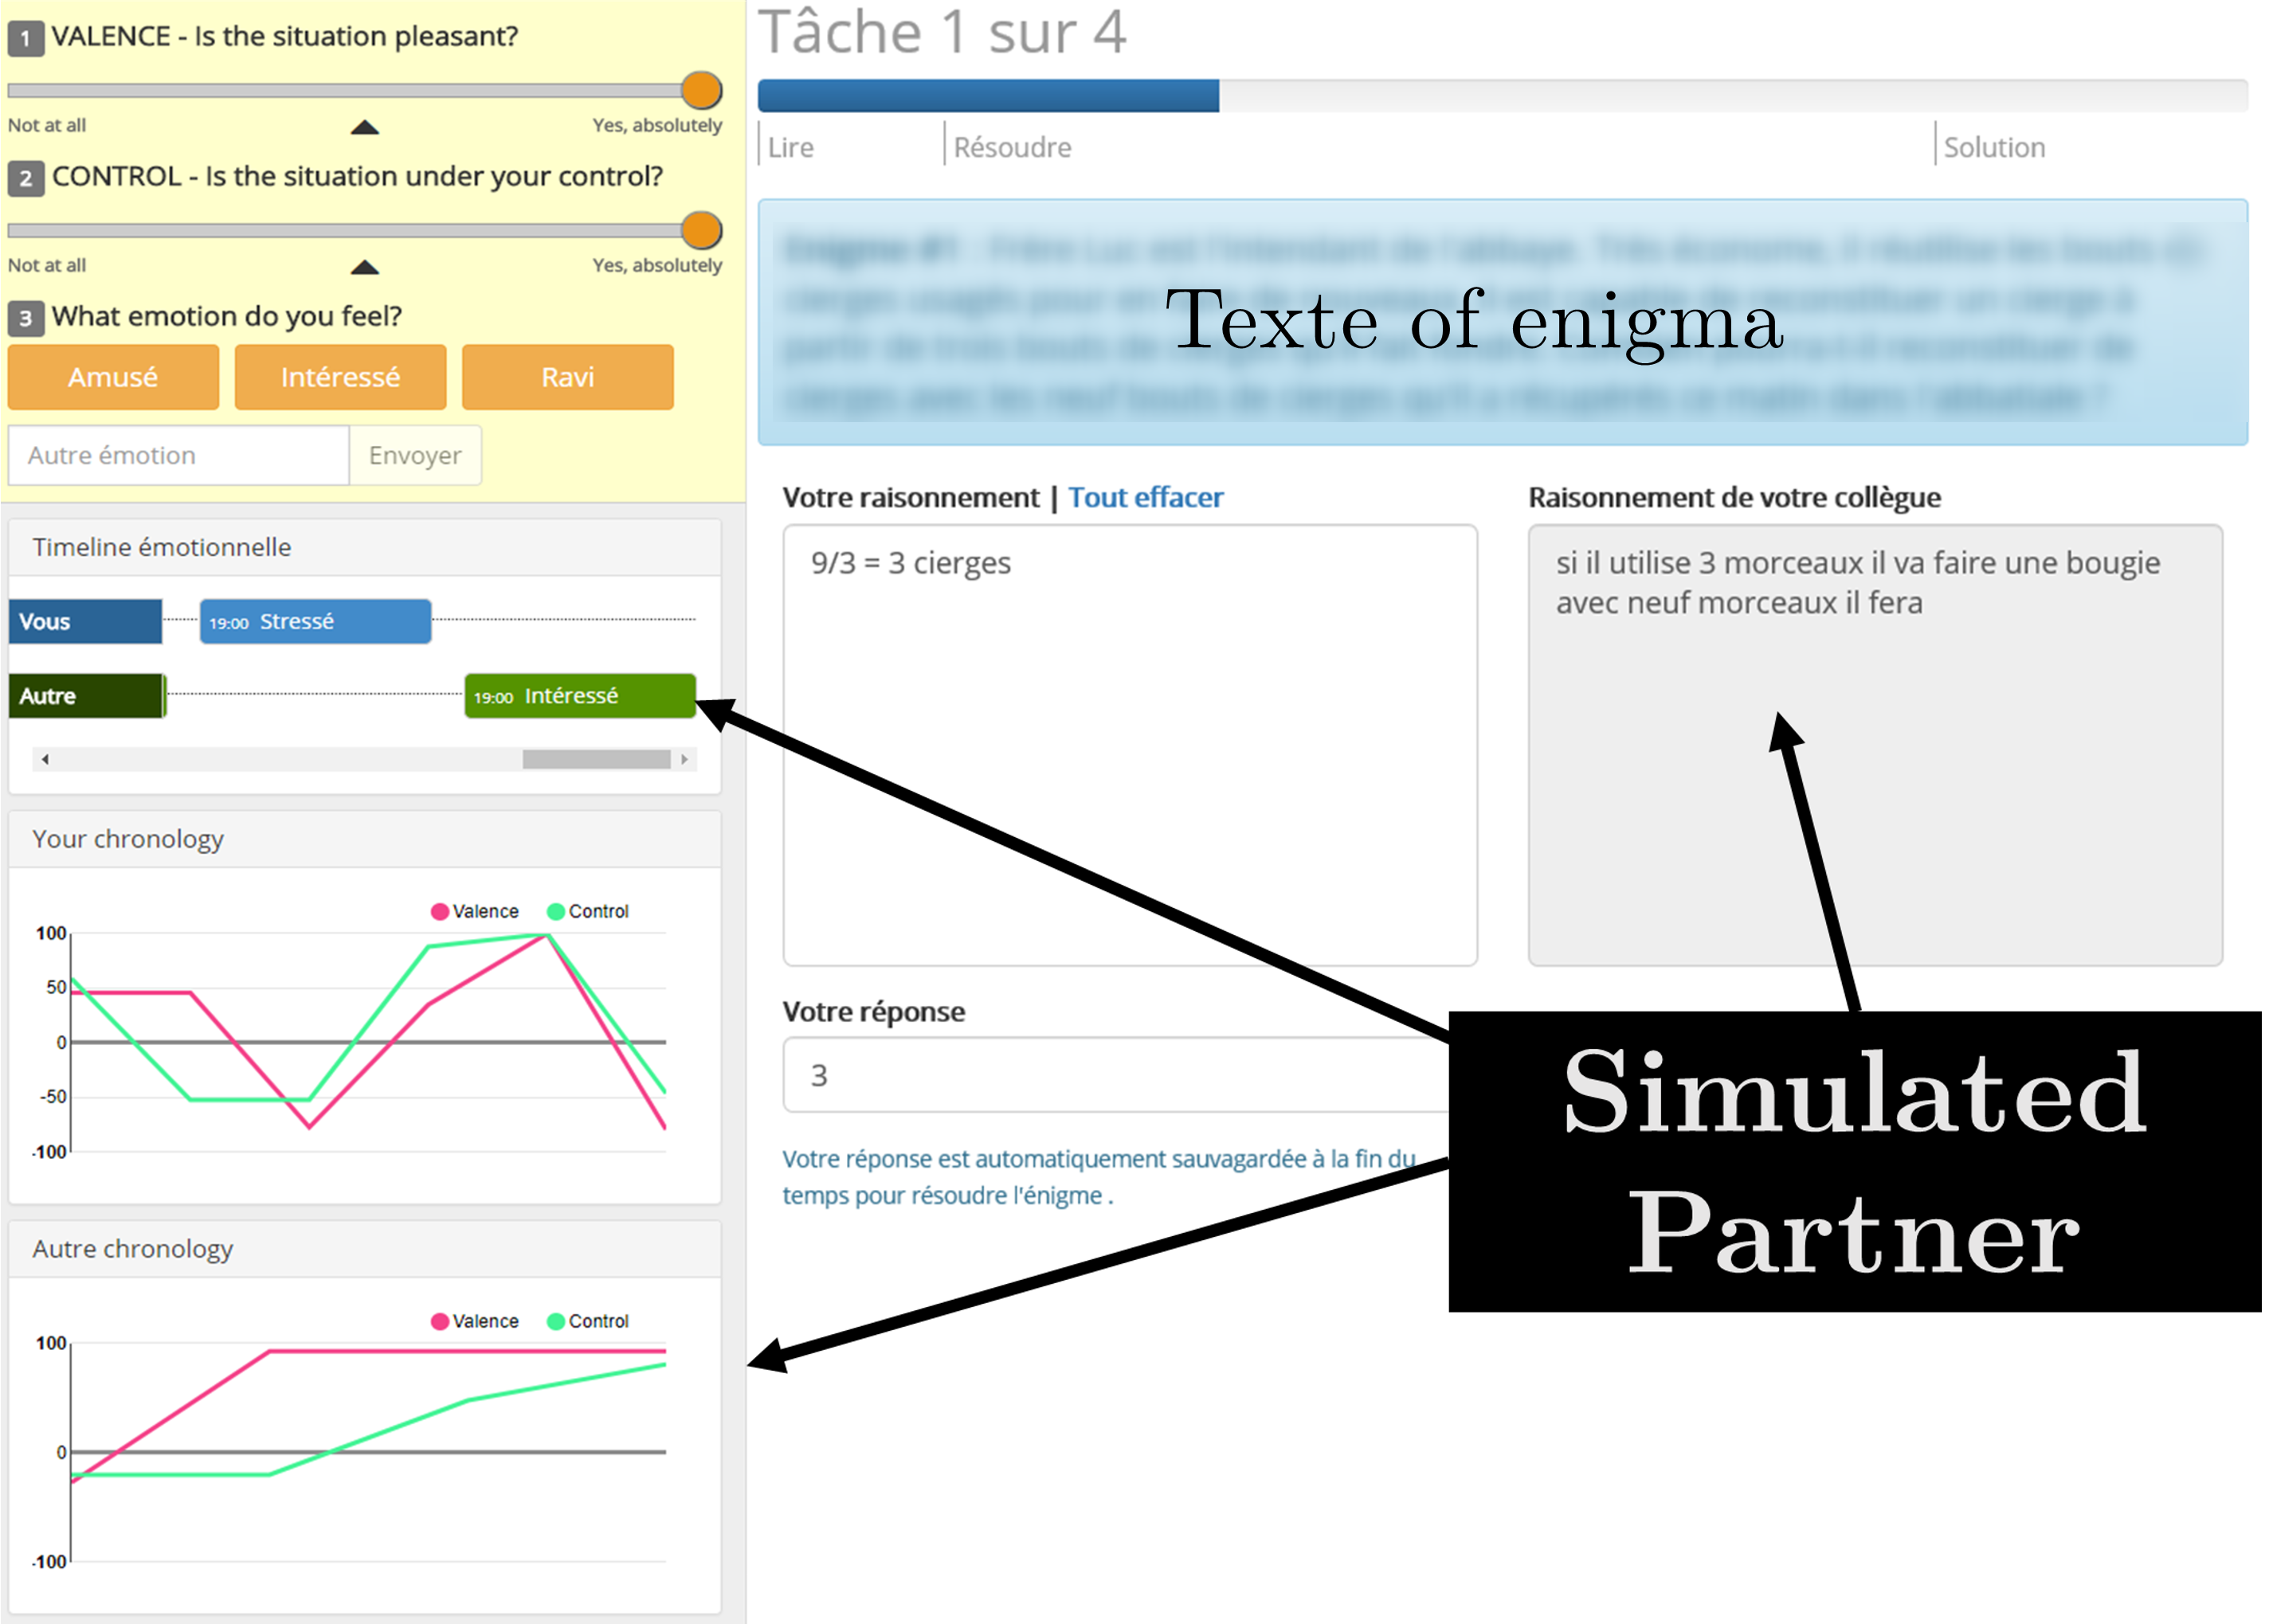 1 VALENCE - Is the situation pleasant?
Not at all Yes, absolutely
2 CONTROL - Is the situation under your control?
Not at all Yes, absolutely
3 What emotion do you feel?
Amusé Intéressé Ravi
Autre émotion Envoyer
Timeline émotionnelle
Vous 19:00 Stressé
Autre 19:00 Intéressé
Your chronology
Valence Control
100
50
0
-50
-100
Autre chronology
Valence Control
100
0
-100
Tâche 1 sur 4
Lire Résoudre Solution
Texte of enigma
Votre raisonnement | Tout effacer
9/3 = 3 cierges
Raisonnement de votre collègue
si il utilise 3 morceaux il va faire une bougie
avec neuf morceaux il fera
Votre réponse
3
Votre réponse est automatiquement sauvagardée à la fin du
temps pour résoudre l'énigme .
Simulated
Partner